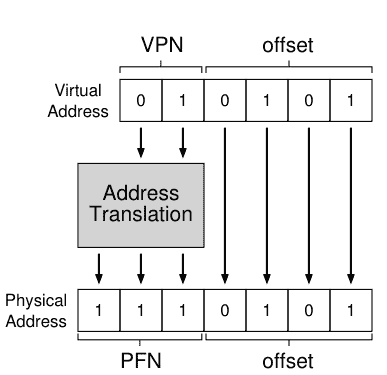 VPN offset
Virtual
Address
0 1 0 1 0 1
Address
Translation
Physical
Address
1 1 1 0 1 0 1
PFN offset